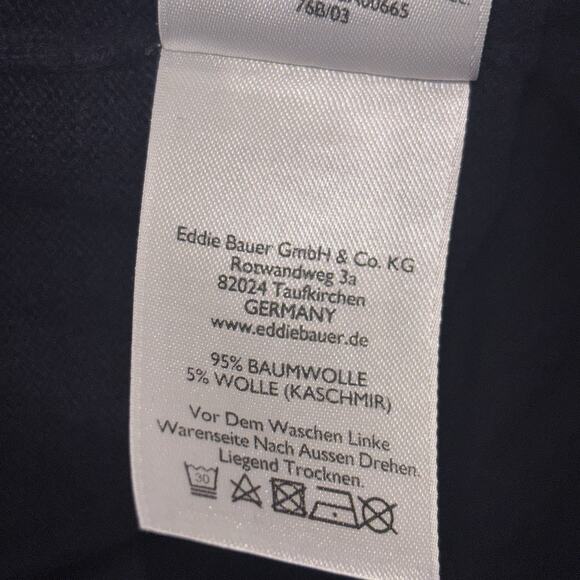 76B/03
Eddie Bauer GmbH & Co. KG
Rotwandweg 3a
82024 Taufkirchen
GERMANY
www.eddiebauer.de
95% BAUMWOLLE
5% WOLLE (KASCHMIR)
Vor Dem Waschen Linke
Warenseite Nach Aussen Drehen.
Liegend Trocknen.
30